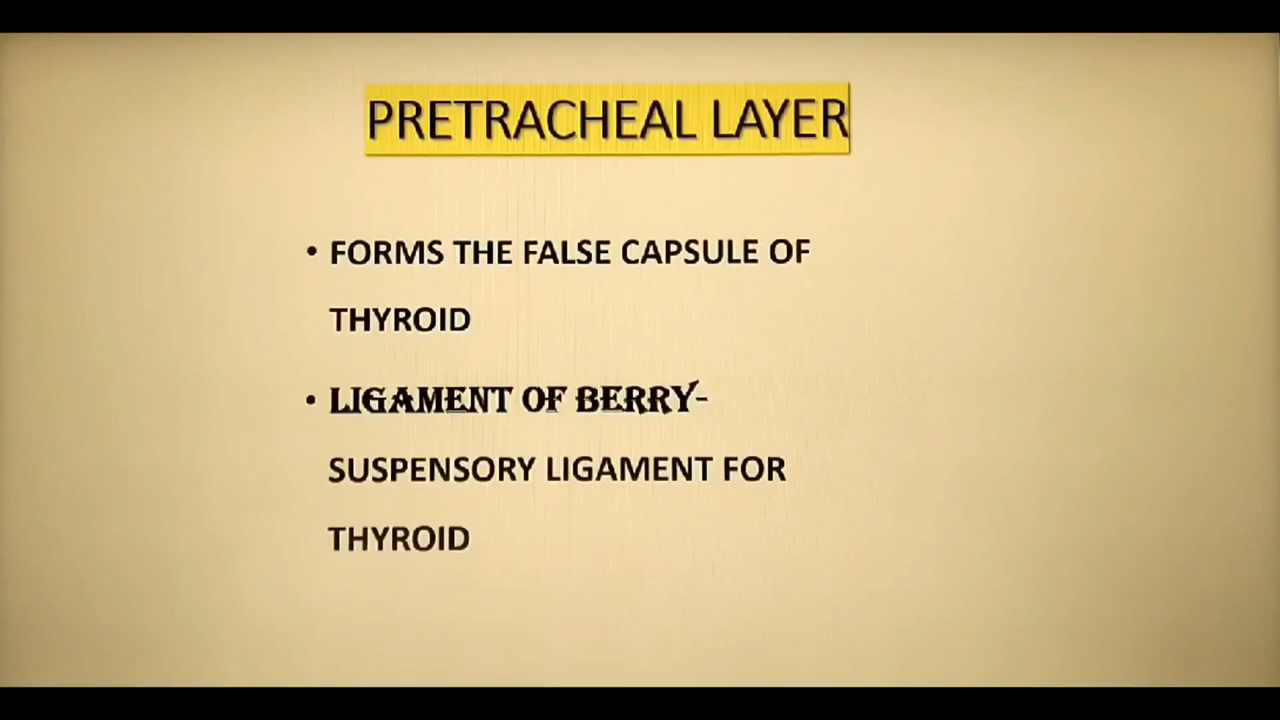 PRETRACHEAL LAYER
• FORMS THE FALSE CAPSULE OF
THYROID
• LIGAMENT OF BERRY-
SUSPENSORY LIGAMENT FOR
THYROID